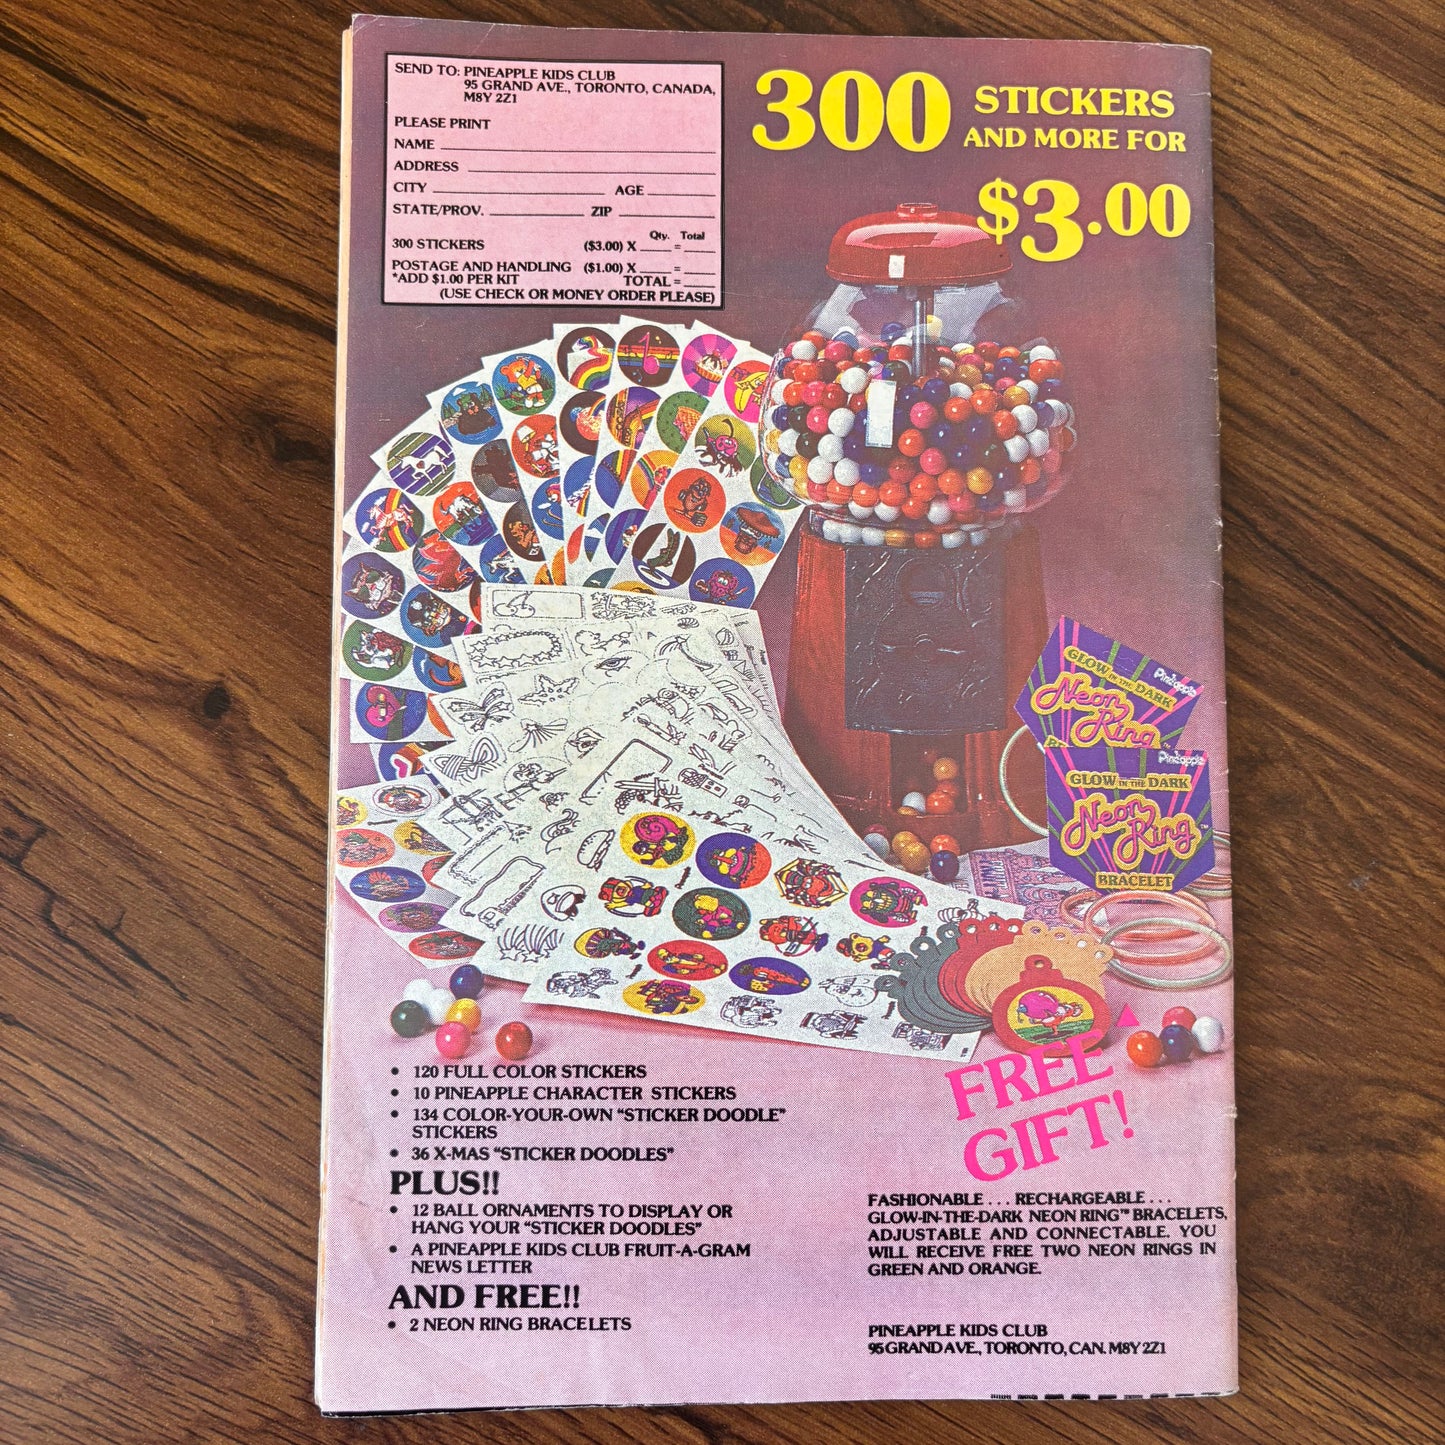 SEND TO: PINEAPPLE KIDS CLUB
95 GRAND AVE., TORONTO, CANADA,
M8Y 2Z1
PLEASE PRINT
NAME
ADDRESS
CITY AGE
STATE/PROV. ZIP
Qty. Total
300 STICKERS ($3.00) X =
POSTAGE AND HANDLING ($1.00) X =
*ADD $1.00 PER KIT TOTAL =
(USE CHECK OR MONEY ORDER PLEASE)
300 STICKERS
AND MORE FOR
$3.00
Pineapple
GLOW IN THE DARK
Neon
Ring™
Pineapple
GLOW IN THE DARK
Neon
Ring™
BRACELET
FREE
GIFT!
• 120 FULL COLOR STICKERS
• 10 PINEAPPLE CHARACTER STICKERS
• 134 COLOR-YOUR-OWN “STICKER DOODLE”
STICKERS
• 36 X-MAS “STICKER DOODLES”
PLUS!!
• 12 BALL ORNAMENTS TO DISPLAY OR
HANG YOUR “STICKER DOODLES”
• A PINEAPPLE KIDS CLUB FRUIT-A-GRAM
NEWS LETTER
AND FREE!!
• 2 NEON RING BRACELETS
FASHIONABLE . . . RECHARGEABLE . . .
GLOW-IN-THE-DARK NEON RING™ BRACELETS,
ADJUSTABLE AND CONNECTABLE. YOU
WILL RECEIVE FREE TWO NEON RINGS IN
GREEN AND ORANGE.
PINEAPPLE KIDS CLUB
95 GRAND AVE., TORONTO, CAN. M8Y 2Z1